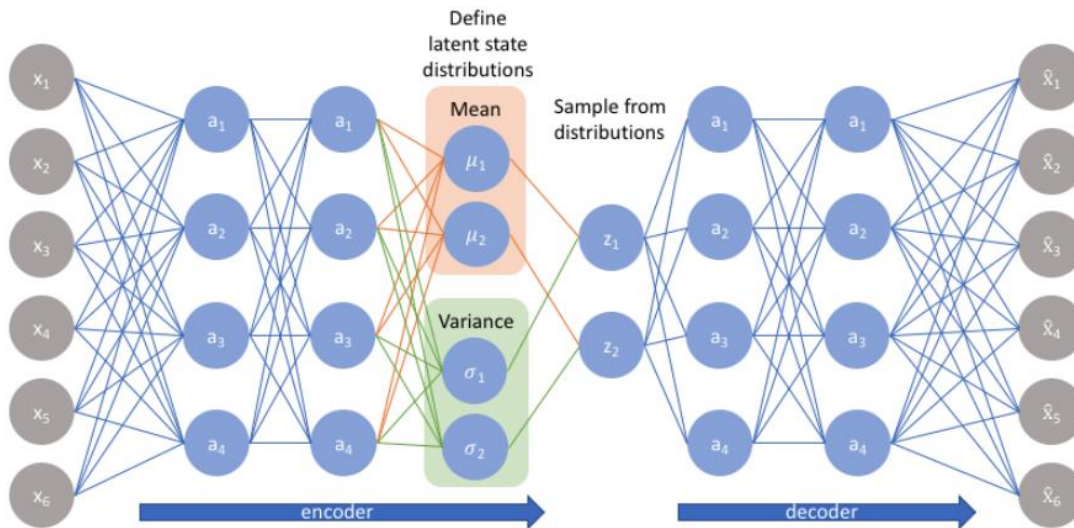 Define
latent state
distributions
Mean
Sample from
distributions
Variance
x₁
x₂
x₃
x₄
x₅
x₆
a₁
a₂
a₃
a₄
a₁
a₂
a₃
a₄
μ₁
μ₂
σ₁
σ₂
z₁
z₂
a₁
a₂
a₃
a₄
a₁
a₂
a₃
a₄
x̂₁
x̂₂
x̂₃
x̂₄
x̂₅
x̂₆
encoder
decoder